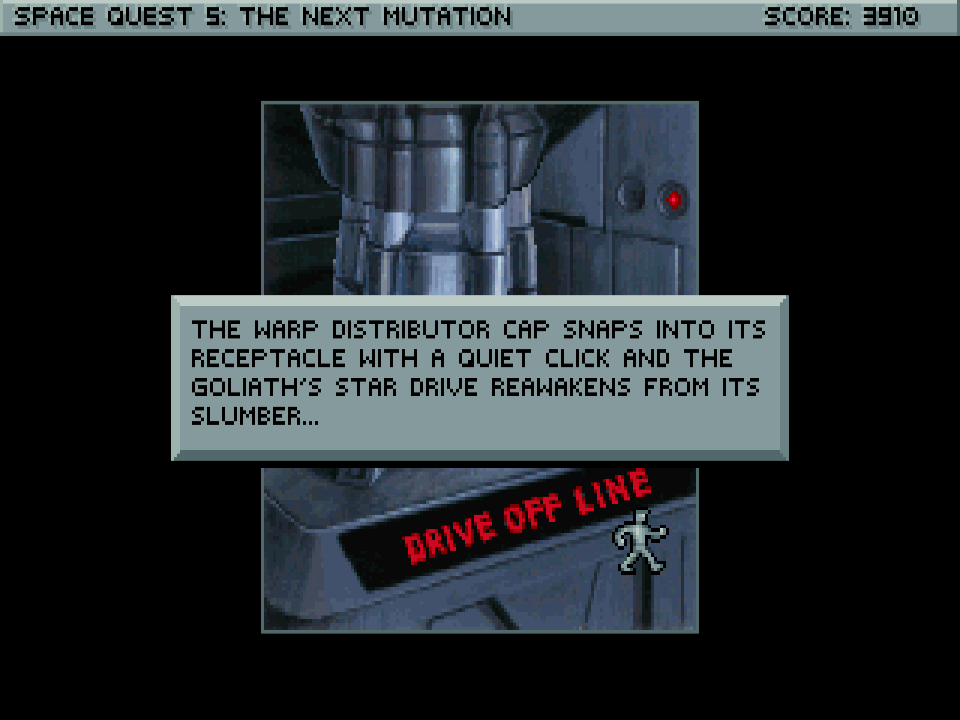 SPACE QUEST 5: THE NEXT MUTATION SCORE: 3910
THE WARP DISTRIBUTOR CAP SNAPS INTO ITS
RECEPTACLE WITH A QUIET CLICK AND THE
GOLIATH'S STAR DRIVE REAWAKENS FROM ITS
SLUMBER...
DRIVE OFF LINE